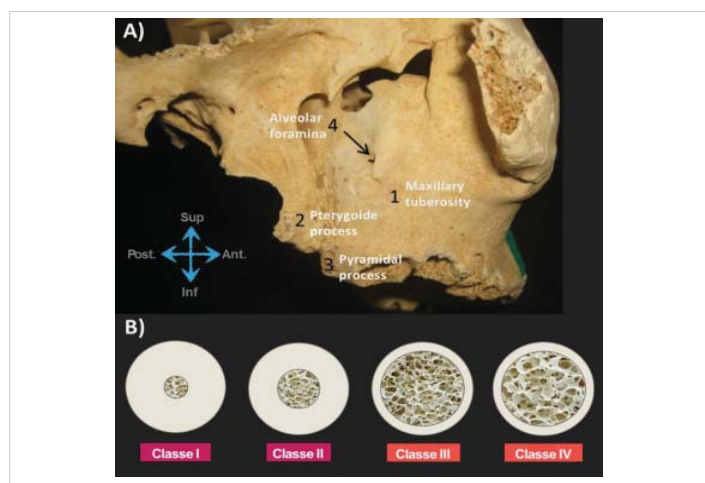 A)
Alveolar 4
foramina
1 Maxiliary
tuberosity
2 Pterygoide
process
3 Pyramidal
process
Sup
Post. Ant.
Inf
B)
Classe I Classe II Classe III Classe IV